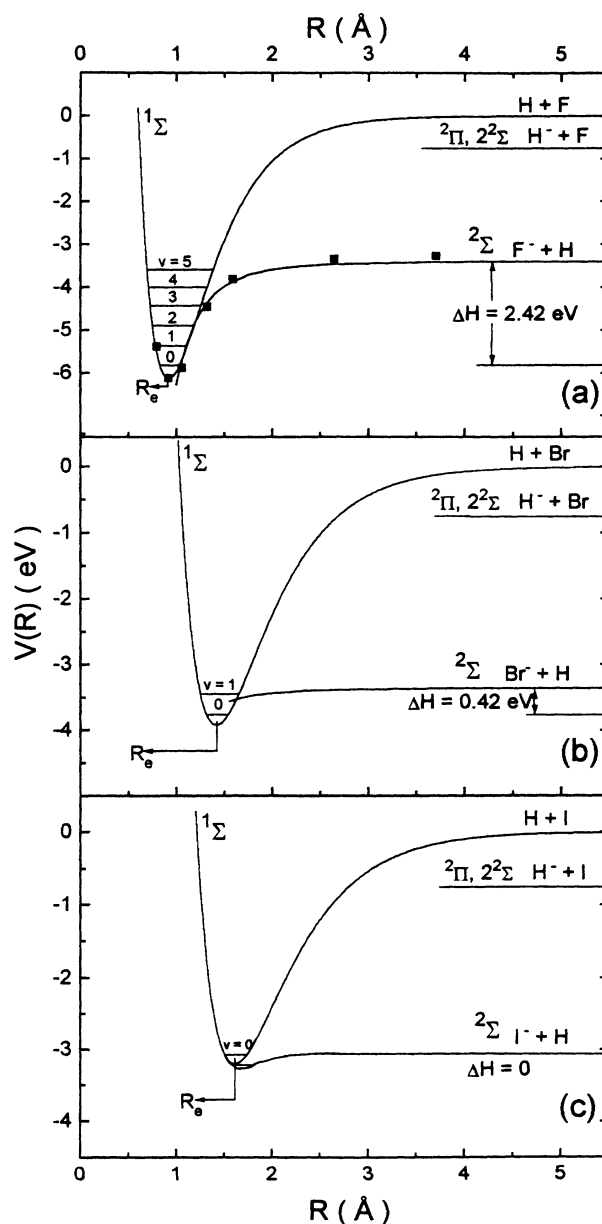 R ( Å )
0 1 2 3 4 5
0
-1
-2
-3
-4
-5
-6
¹Σ
H + F
²Π, 2²Σ H⁻ + F
²Σ F⁻ + H
ΔH = 2.42 eV
v = 5
4
3
2
1
0
Rₑ
(a)
V(R) ( eV )
0
-1
-2
-3
-4
¹Σ
H + Br
²Π, 2²Σ H⁻ + Br
²Σ Br⁻ + H
ΔH = 0.42 eV
v = 1
0
Rₑ
(b)
0
-1
-2
-3
-4
¹Σ
H + I
²Π, 2²Σ H⁻ + I
²Σ I⁻ + H
ΔH = 0
v = 0
Rₑ
(c)
0 1 2 3 4 5
R ( Å )